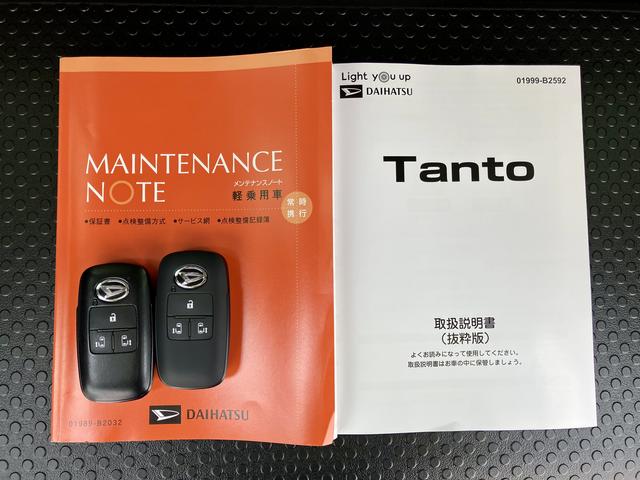 MAINTENANCE
NOTE
メンテナンスノート
軽乗用車
常時
携行
•保証書 •点検整備方式 •サービス網 •点検整備記録簿
01989-B2032
DAIHATSU
Light you up
DAIHATSU
01999-B2592
Tanto
取扱説明書
(抜粋版)
よくお読みになって使用してください。
取扱説明書はお車の中に保管しましょう。